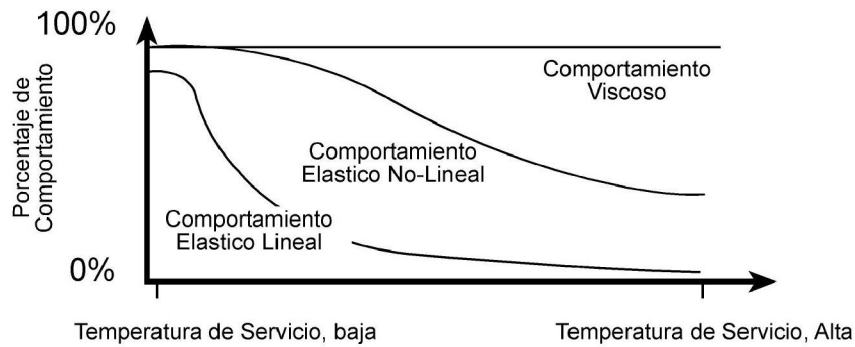 100%
Porcentaje de
Comportamiento
Comportamiento
Viscoso
Comportamiento
Elastico No-Lineal
Comportamiento
Elastico Lineal
0%
Temperatura de Servicio, baja
Temperatura de Servicio, Alta